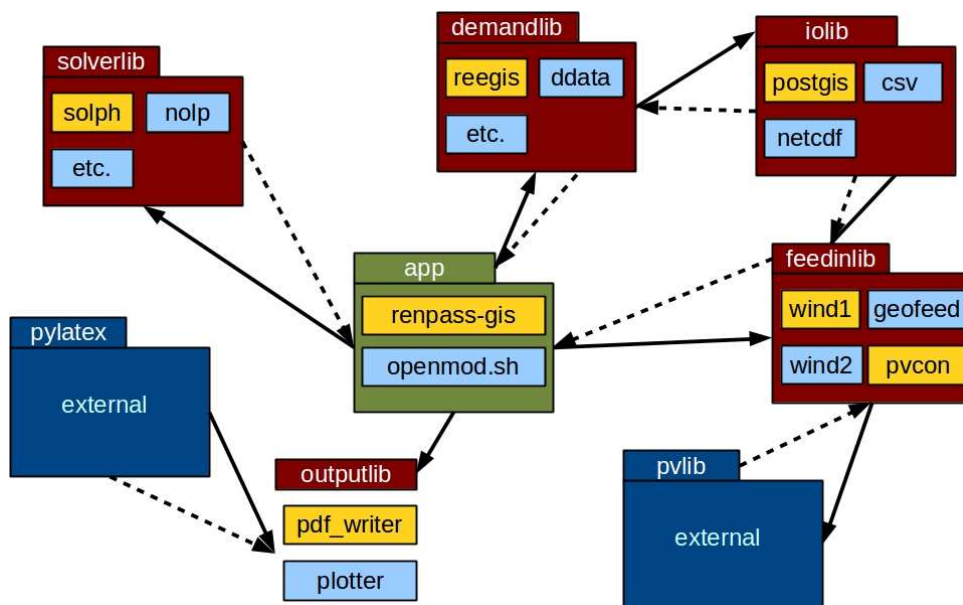 demandlib
iolib
solverlib
reegis
ddata
postgis
csv
solph
nolp
etc.
netcdf
etc.
app
feedinlib
renpass-gis
wind1
geofeed
pylatex
openmod.sh
wind2
pvcon
external
outputlib
pvlib
pdf_writer
external
plotter